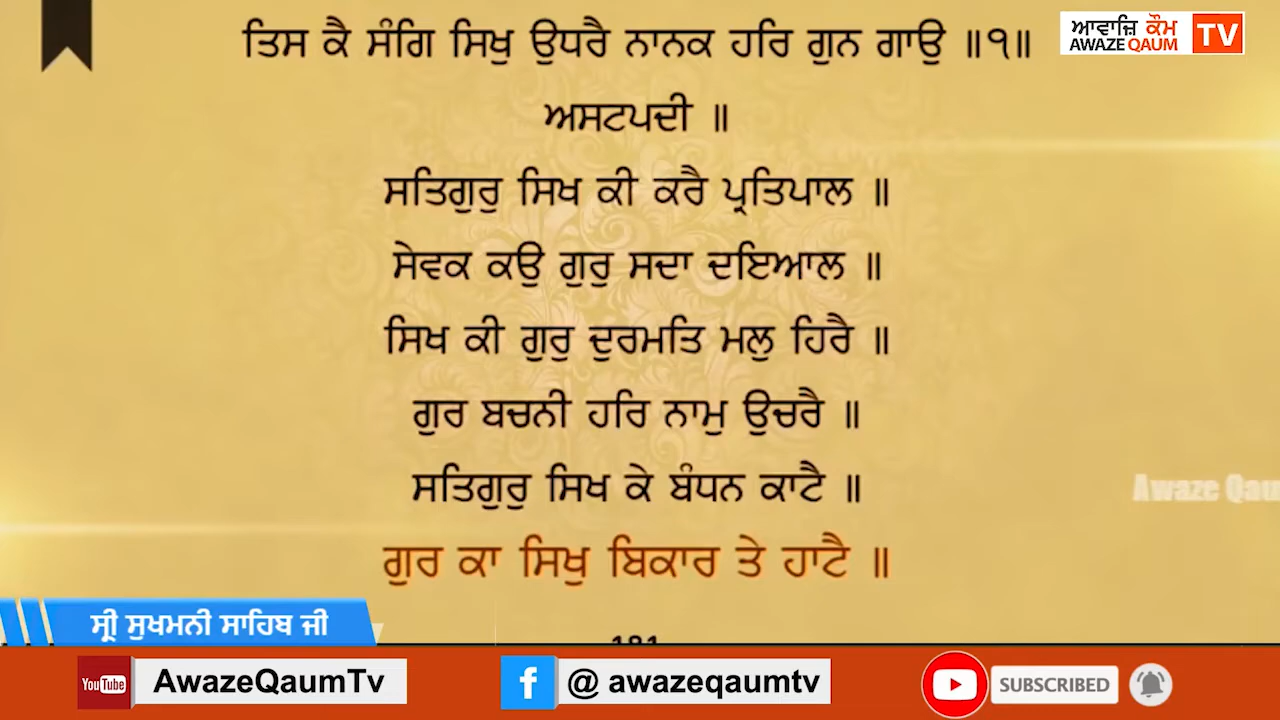 ਤਿਸ ਕੈ ਸੰਗਿ ਸਿਖੁ ਉਧਰੈ ਨਾਨਕ ਹਰਿ ਗੁਨ ਗਾਉ ॥੧॥
ਆਵਾਜ਼ਿ ਕੌਮ
AWAZE QAUM
TV
ਅਸਟਪਦੀ ॥
ਸਤਿਗੁਰੁ ਸਿਖ ਕੀ ਕਰੈ ਪ੍ਰਤਿਪਾਲ ॥
ਸੇਵਕ ਕਉ ਗੁਰੁ ਸਦਾ ਦਇਆਲ ॥
ਸਿਖ ਕੀ ਗੁਰੁ ਦੁਰਮਤਿ ਮਲੁ ਹਿਰੈ ॥
ਗੁਰ ਬਚਨੀ ਹਰਿ ਨਾਮੁ ਉਚਰੈ ॥
ਸਤਿਗੁਰੁ ਸਿਖ ਕੇ ਬੰਧਨ ਕਾਟੈ ॥
Awaze Qau
ਗੁਰ ਕਾ ਸਿਖੁ ਬਿਕਾਰ ਤੇ ਹਾਟੈ ॥
ਸ੍ਰੀ ਸੁਖਮਨੀ ਸਾਹਿਬ ਜੀ
YouTube AwazeQaumTv
f @ awazeqaumtv
SUBSCRIBED